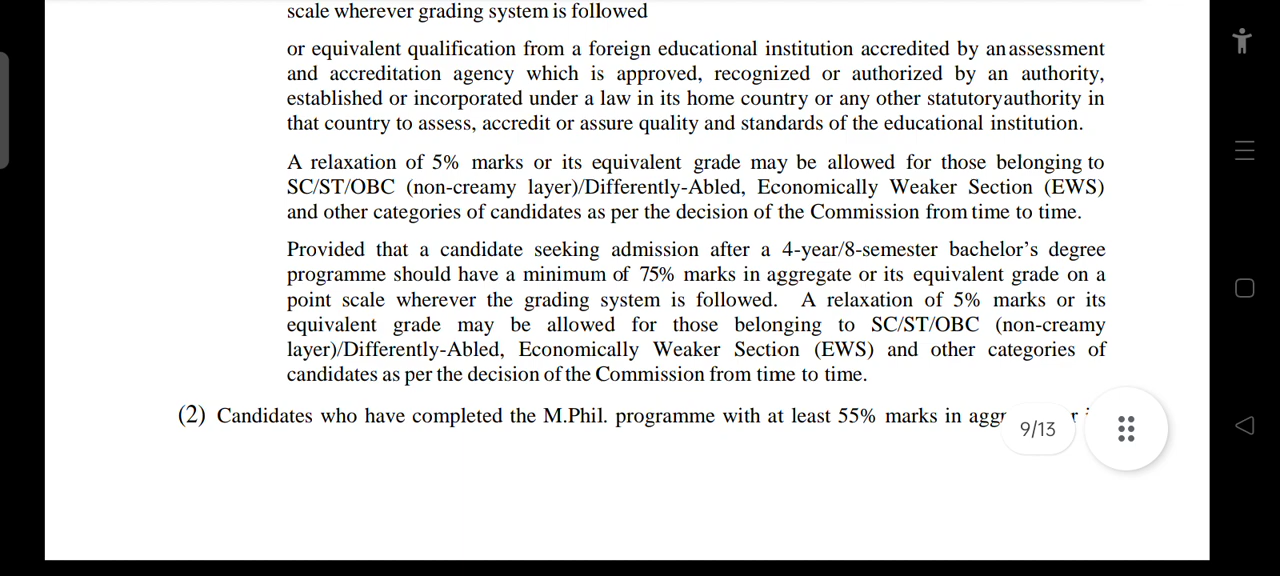 scale wherever grading system is followed
or equivalent qualification from a foreign educational institution accredited by an assessment
and accreditation agency which is approved, recognized or authorized by an authority,
established or incorporated under a law in its home country or any other statutory authority in
that country to assess, accredit or assure quality and standards of the educational institution.
A relaxation of 5% marks or its equivalent grade may be allowed for those belonging to
SC/ST/OBC (non-creamy layer)/Differently-Abled, Economically Weaker Section (EWS)
and other categories of candidates as per the decision of the Commission from time to time.
Provided that a candidate seeking admission after a 4-year/8-semester bachelor's degree
programme should have a minimum of 75% marks in aggregate or its equivalent grade on a
point scale wherever the grading system is followed. A relaxation of 5% marks or its
equivalent grade may be allowed for those belonging to SC/ST/OBC (non-creamy
layer)/Differently-Abled, Economically Weaker Section (EWS) and other categories of
candidates as per the decision of the Commission from time to time.
(2) Candidates who have completed the M.Phil. programme with at least 55% marks in
9/13